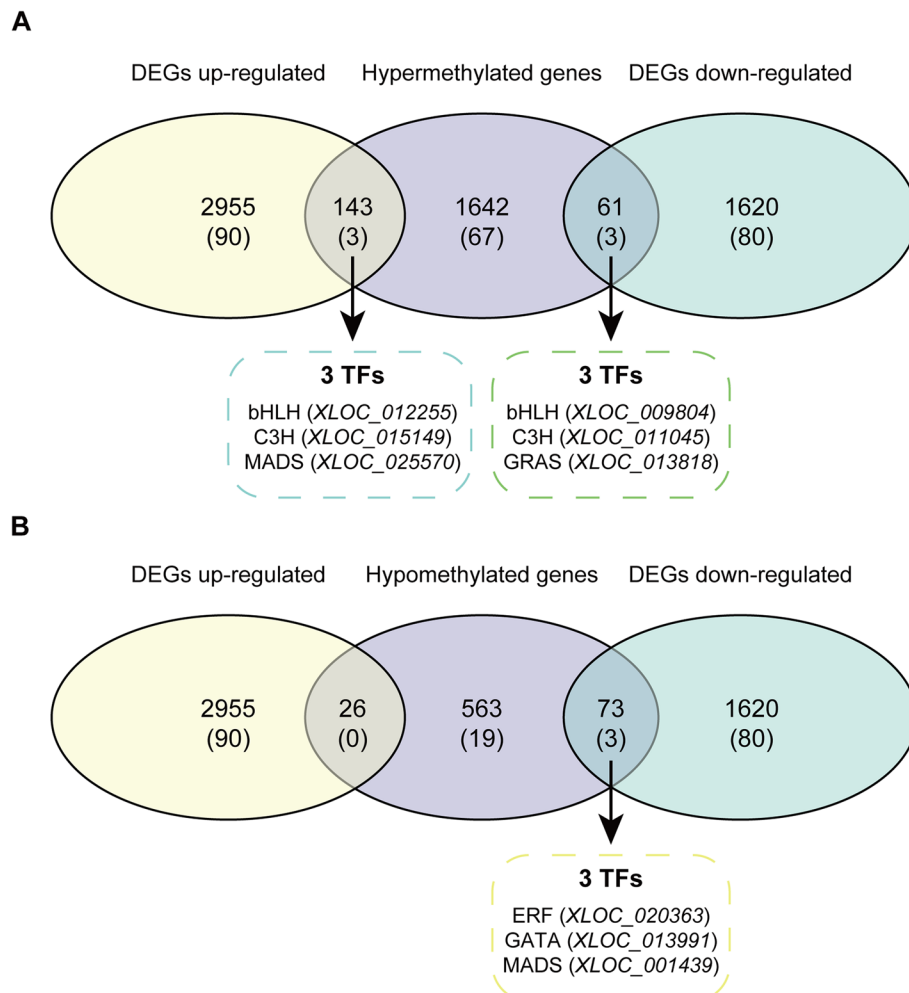 A
DEGs up-regulated Hypermethylated genes DEGs down-regulated
2955 143 1642 61 1620
(90) (3) (67) (3) (80)
3 TFs 3 TFs
bHLH (XLOC_012255) bHLH (XLOC_009804)
C3H (XLOC_015149) C3H (XLOC_011045)
MADS (XLOC_025570) GRAS (XLOC_013818)
B
DEGs up-regulated Hypomethylated genes DEGs down-regulated
2955 26 563 73 1620
(90) (0) (19) (3) (80)
3 TFs
ERF (XLOC_020363)
GATA (XLOC_013991)
MADS (XLOC_001439)